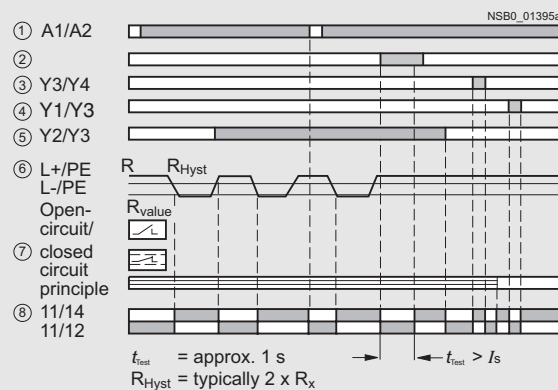 NSB0_01395a
① A1/A2
②
③ Y3/Y4
④ Y1/Y3
⑤ Y2/Y3
⑥ L+/PE R RHyst
L-/PE
Open- Rvalue
circuit/
⑦ closed
circuit
principle
⑧ 11/14
11/12
tTest = approx. 1 s tTest > Is
RHyst = typically 2 x Rx